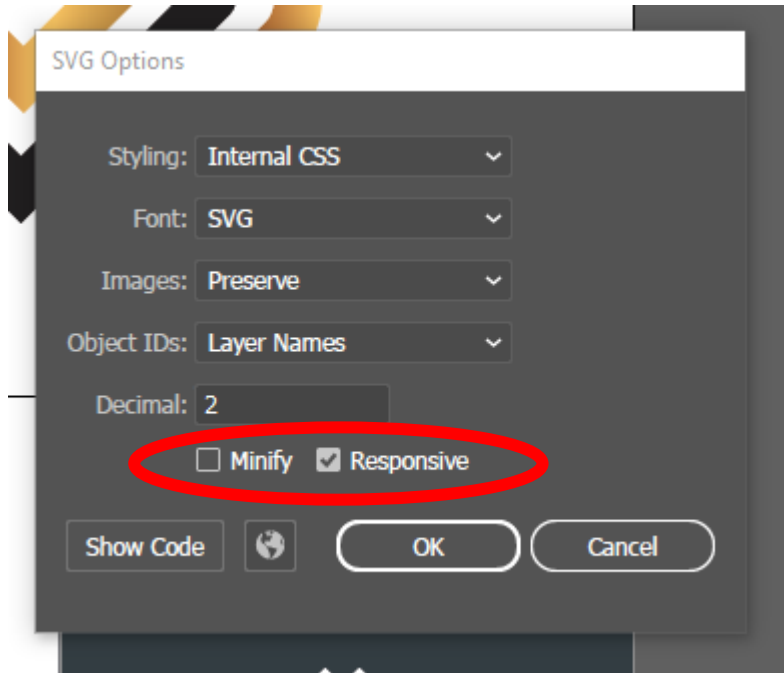 SVG Options
Styling: Internal CSS
Font: SVG
Images: Preserve
Object IDs: Layer Names
Decimal: 2
Minify Responsive
Show Code OK Cancel